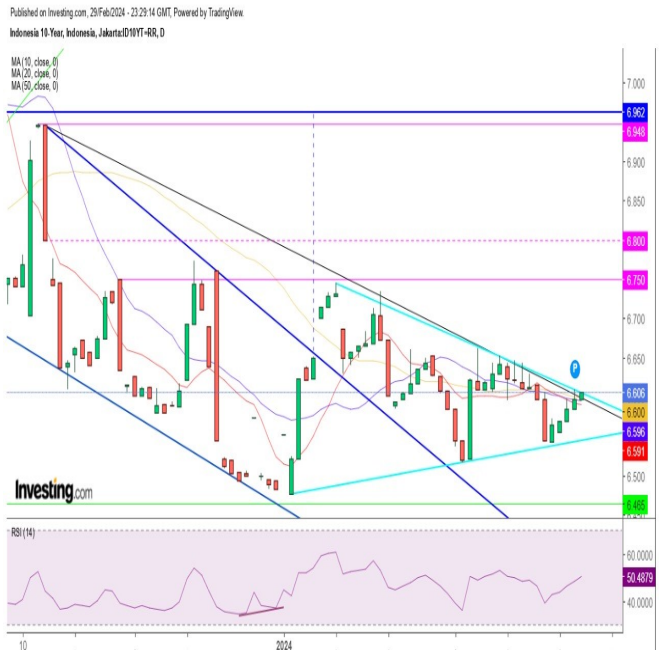 Published on Investing.com, 29/Feb/2024 - 23:29:14 GMT, Powered by TradingView.
Indonesia 10-Year, Indonesia, Jakarta:ID10YT=RR, D
MA (10, close, 0)
MA (20, close, 0)
MA (50, close, 0)
7.000
6.962
6.948
6.900
6.850
6.800
6.750
6.700
6.650
P
6.606
6.600
6.596
6.591
6.500
6.465
Investing.com
RSI (14)
60.0000
50.4879
40.0000
10
2024